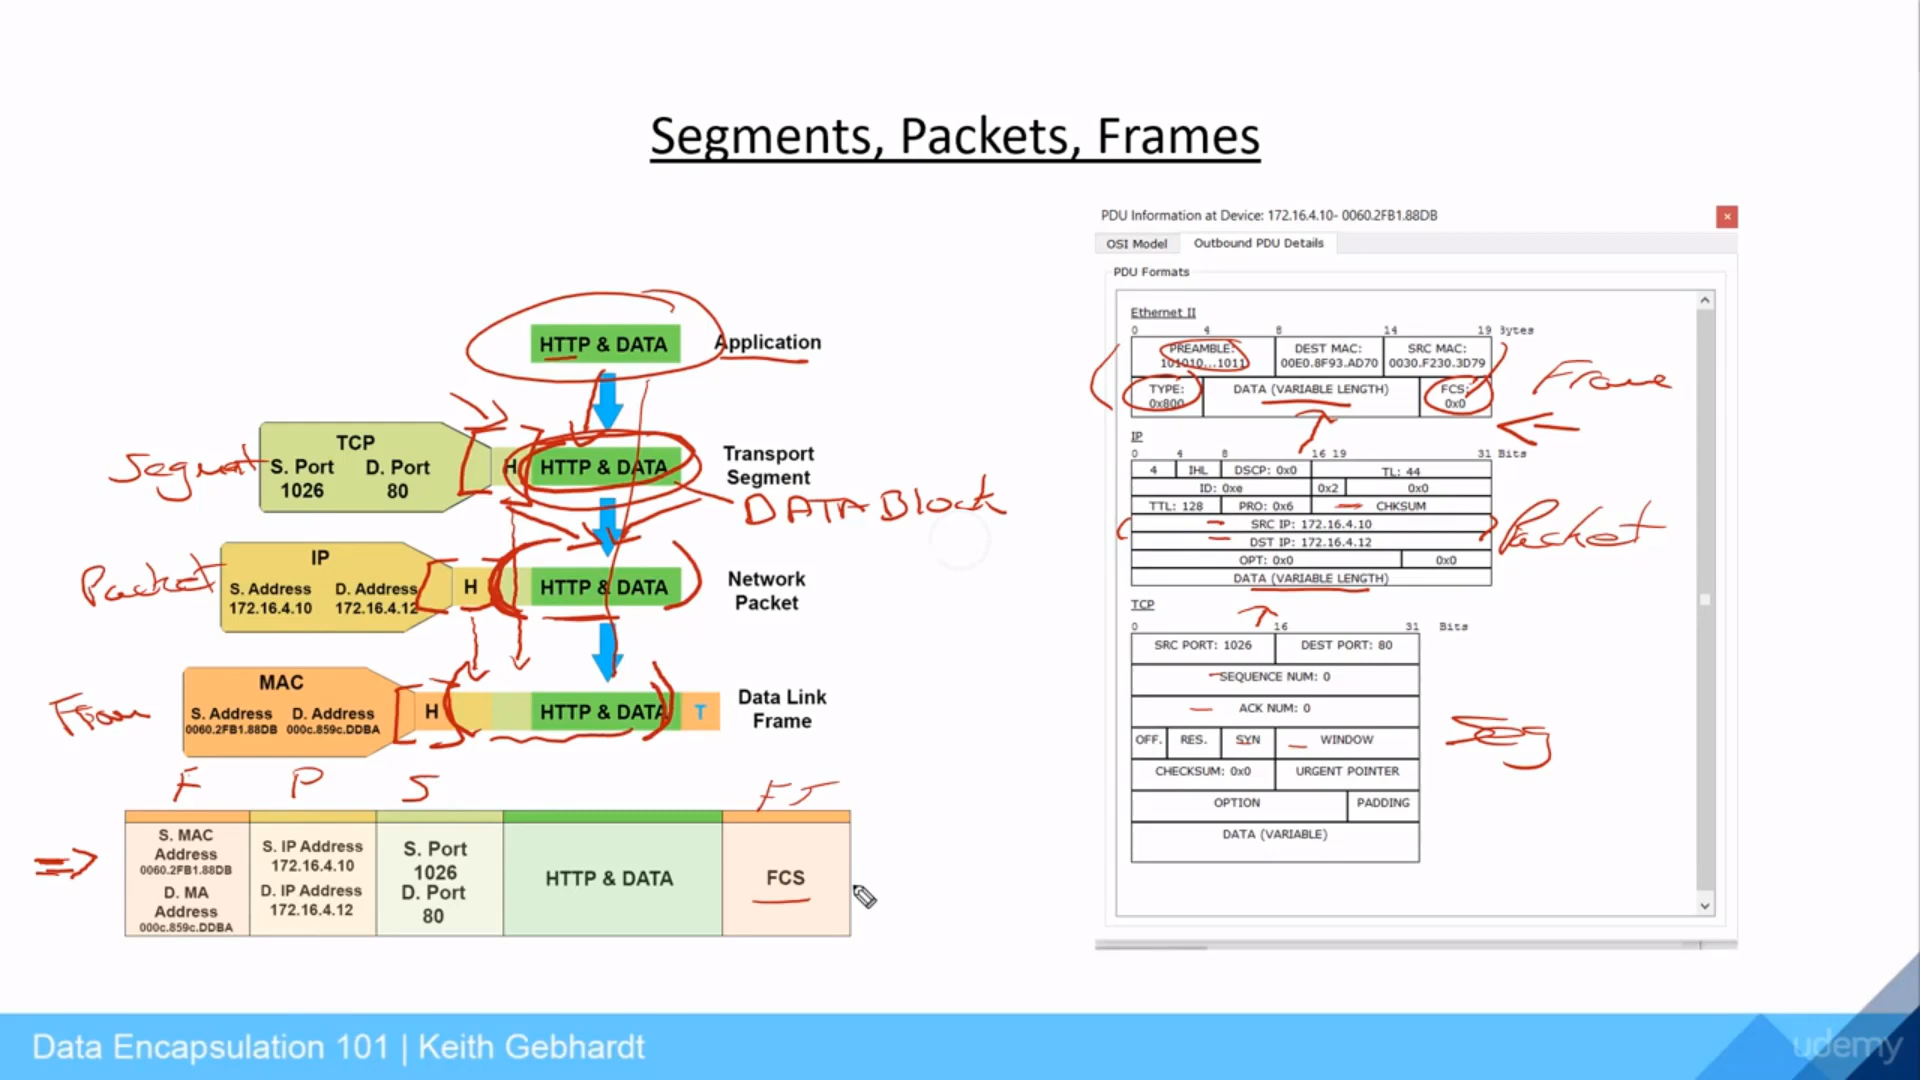 Segments, Packets, Frames
HTTP & DATA
Application
TCP
S. Port
1026
D. Port
80
H
HTTP & DATA
Transport
Segment
Segment
DATA Block
IP
S. Address
172.16.4.10
D. Address
172.16.4.12
H
HTTP & DATA
Network
Packet
Packet
MAC
S. Address
0060.2FB1.88DB
D. Address
000c.859c.DDBA
H
HTTP & DATA
T
Data Link
Frame
Fram
F
P
S
FT
S. MAC
Address
0060.2FB1.88DB
D. MA
Address
000c.859c.DDBA
S. IP Address
172.16.4.10
D. IP Address
172.16.4.12
S. Port
1026
D. Port
80
HTTP & DATA
FCS
PDU Information at Device: 172.16.4.10- 0060.2FB1.88DB
×
OSI Model
Outbound PDU Details
PDU Formats
Ethernet II
0 4 8 14 19 Bytes
PREAMBLE:
101010...1011
DEST MAC:
00E0.8F93.AD70
SRC MAC:
0030.F230.3D79
TYPE:
0x800
DATA (VARIABLE LENGTH)
FCS:
0x0
Frame
IP
0 4 8 16 19 31 Bits
4 IHL DSCP: 0x0 TL: 44
ID: 0xe 0x2 0x0
TTL: 128 PRO: 0x6 CHKSUM
SRC IP: 172.16.4.10
DST IP: 172.16.4.12
OPT: 0x0 0x0
DATA (VARIABLE LENGTH)
Packet
TCP
0 16 31 Bits
SRC PORT: 1026 DEST PORT: 80
SEQUENCE NUM: 0
ACK NUM: 0
OFF. RES. SYN WINDOW
CHECKSUM: 0x0 URGENT POINTER
OPTION PADDING
DATA (VARIABLE)
Seg
Data Encapsulation 101 | Keith Gebhardt
udemy